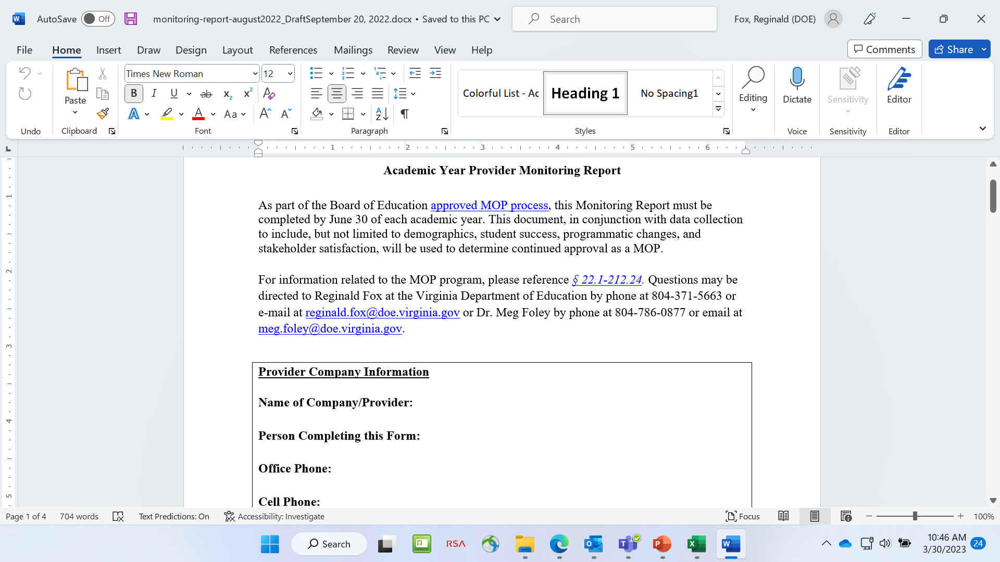 AutoSave Off monitoring-report-august2022_DraftSeptember 20, 2022.docx • Saved to this PC Search Fox, Reginald (DOE)
File Home Insert Draw Design Layout References Mailings Review View Help Comments Share
Paste
Times New Roman 12
Colorful List - Ac Heading 1 No Spacing1
Editing Dictate Sensitivity Editor
Undo Clipboard Font Paragraph Styles Voice Sensitivity Editor
1 2 3 4 5 6
Academic Year Provider Monitoring Report
As part of the Board of Education approved MOP process, this Monitoring Report must be
completed by June 30 of each academic year. This document, in conjunction with data collection
to include, but not limited to demographics, student success, programmatic changes, and
stakeholder satisfaction, will be used to determine continued approval as a MOP.
For information related to the MOP program, please reference § 22.1-212.24. Questions may be
directed to Reginald Fox at the Virginia Department of Education by phone at 804-371-5663 or
e-mail at reginald.fox@doe.virginia.gov or Dr. Meg Foley by phone at 804-786-0877 or email at
meg.foley@doe.virginia.gov.
Provider Company Information
Name of Company/Provider:
Person Completing this Form:
Office Phone:
Cell Phone:
1
2
3
4
5
Page 1 of 4 704 words Text Predictions: On Accessibility: Investigate Focus 100%
Search RSA 10:46 AM
3/30/2023 24